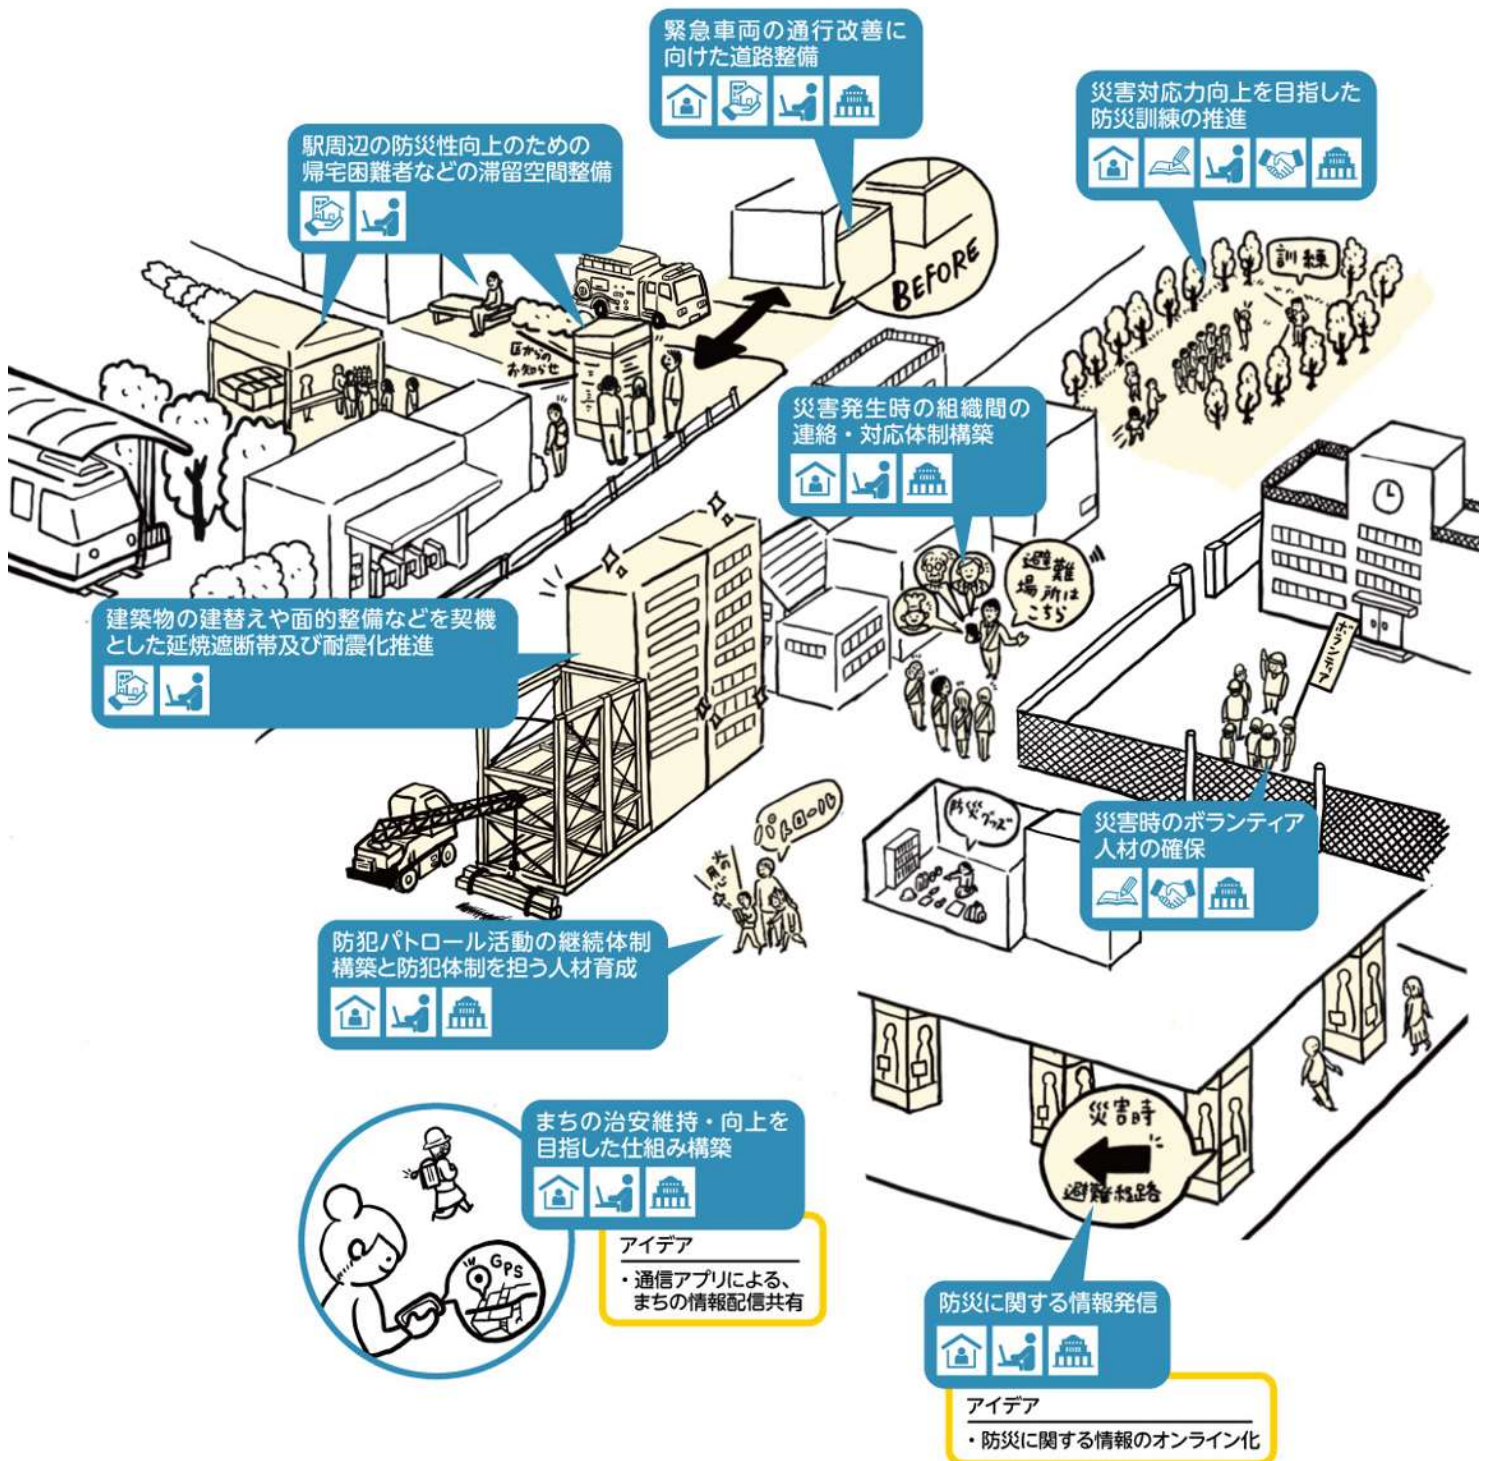 緊急車両の通行改善に
向けた道路整備
災害対応力向上を目指した
防災訓練の推進
駅周辺の防災性向上のための
帰宅困難者などの滞留空間整備
BEFORE
訓練
区からの
お知らせ
災害発生時の組織間の
連絡・対応体制構築
避難
場所は
こちら
建築物の建替えや面的整備などを契機
とした延焼遮断帯及び耐震化推進
ボランティア
パトロール
火の
用心
防災グッズ
災害時のボランティア
人材の確保
防犯パトロール活動の継続体制
構築と防犯体制を担う人材育成
まちの治安維持・向上を
目指した仕組み構築
GPS
アイデア
・通信アプリによる、
まちの情報配信共有
災害時
避難経路
防災に関する情報発信
アイデア
・防災に関する情報のオンライン化